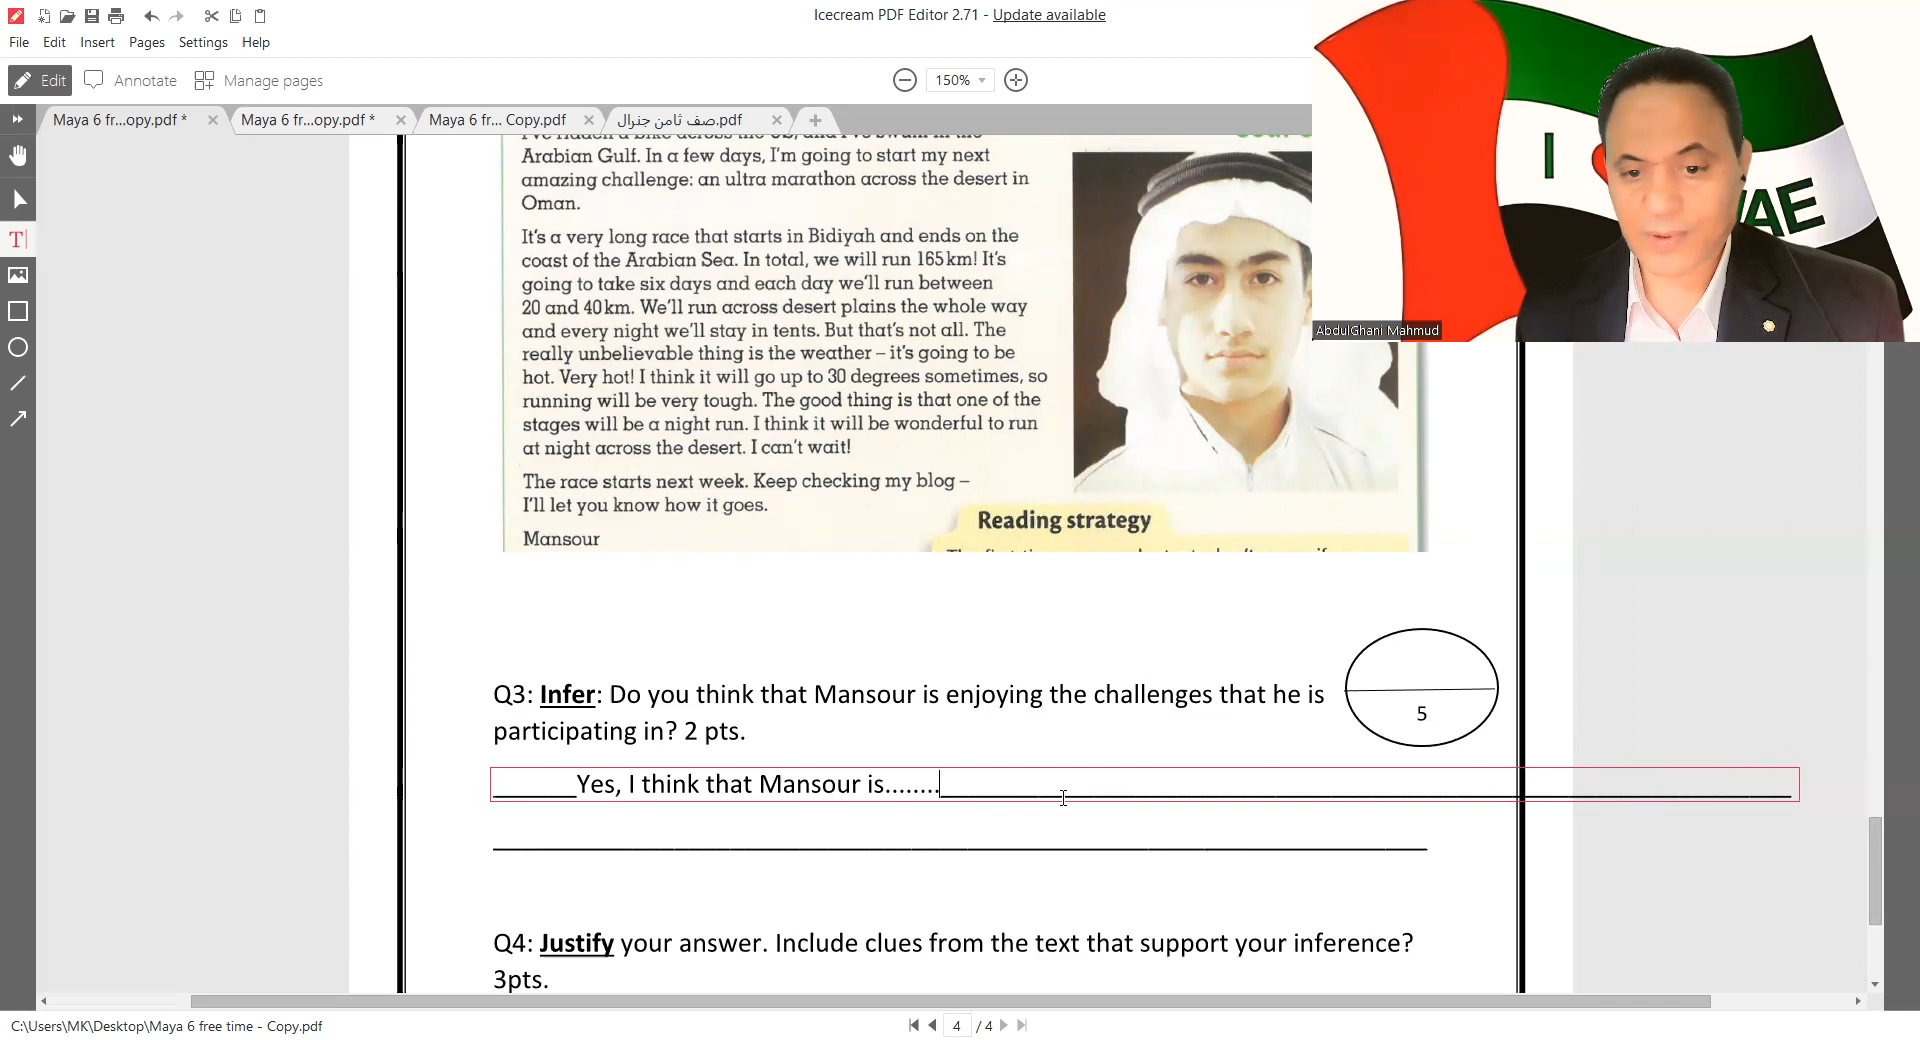 Icecream PDF Editor 2.71 - Update available
File Edit Insert Pages Settings Help
Edit Annotate Manage pages
150%
Maya 6 fr...opy.pdf * Maya 6 fr...opy.pdf * Maya 6 fr... Copy.pdf صف ثامن جنرال.pdf
I
UAE
AbdulGhani Mahmud
Arabian Gulf. In a few days, I'm going to start my next
amazing challenge: an ultra marathon across the desert in
Oman.
It's a very long race that starts in Bidiyah and ends on the
coast of the Arabian Sea. In total, we will run 165 km! It's
going to take six days and each day we'll run between
20 and 40 km. We'll run across desert plains the whole way
and every night we'll stay in tents. But that's not all. The
really unbelievable thing is the weather – it's going to be
hot. Very hot! I think it will go up to 30 degrees sometimes, so
running will be very tough. The good thing is that one of the
stages will be a night run. I think it will be wonderful to run
at night across the desert. I can't wait!
The race starts next week. Keep checking my blog –
I'll let you know how it goes.
Mansour
Reading strategy
Q3: Infer: Do you think that Mansour is enjoying the challenges that he is
participating in? 2 pts.
5
______Yes, I think that Mansour is........
Q4: Justify your answer. Include clues from the text that support your inference?
3pts.
C:\Users\MK\Desktop\Maya 6 free time - Copy.pdf
4 / 4